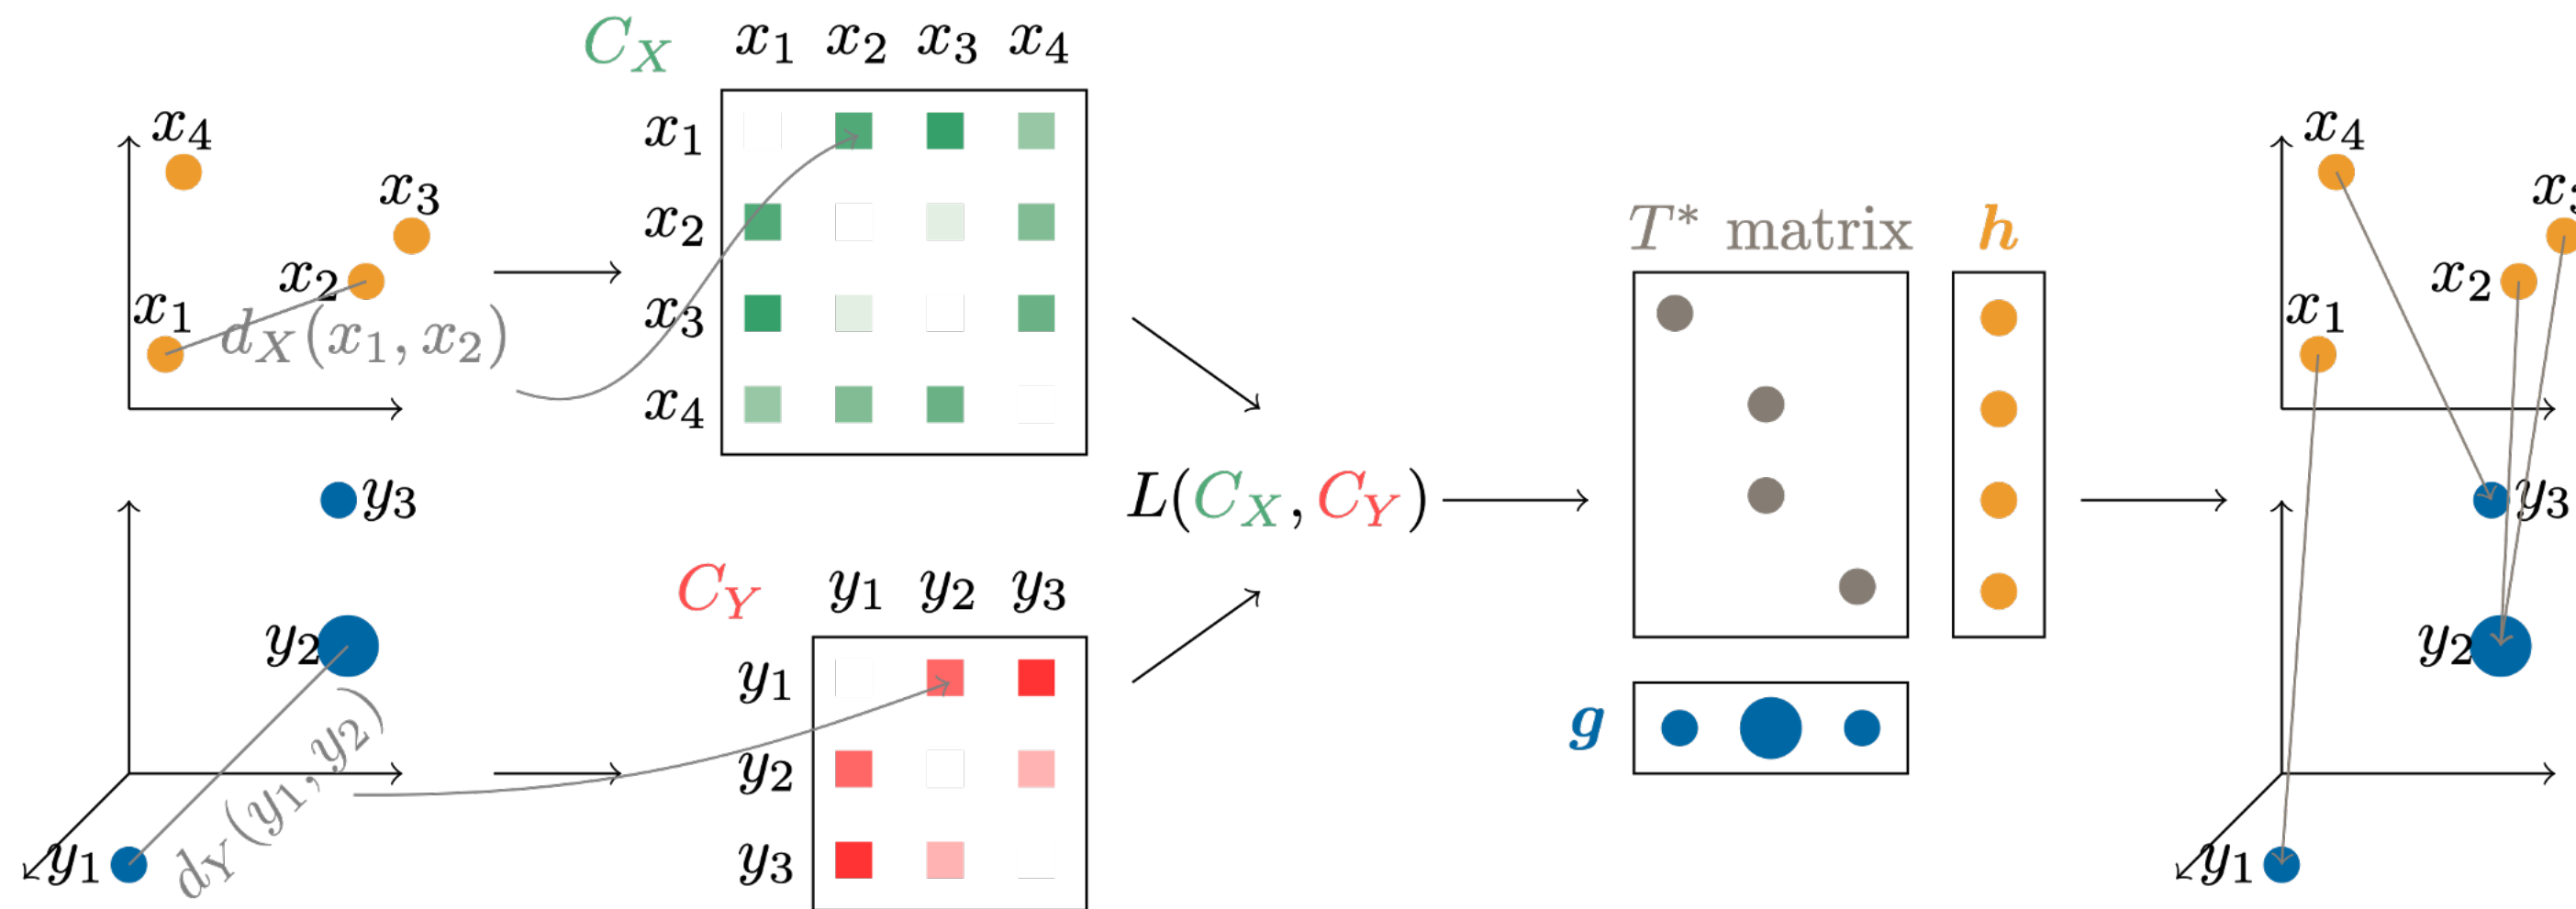 C_X x_1 x_2 x_3 x_4
x_1
x_2
x_3
x_4
x_4
x_3
x_2
x_1
d_X(x_1, x_2)
y_3
y_2
y_1
d_Y(y_1, y_2)
C_Y y_1 y_2 y_3
y_1
y_2
y_3
L(C_X, C_Y)
T* matrix
h
g
x_4
x_2
x_1
y_3
y_2
y_1